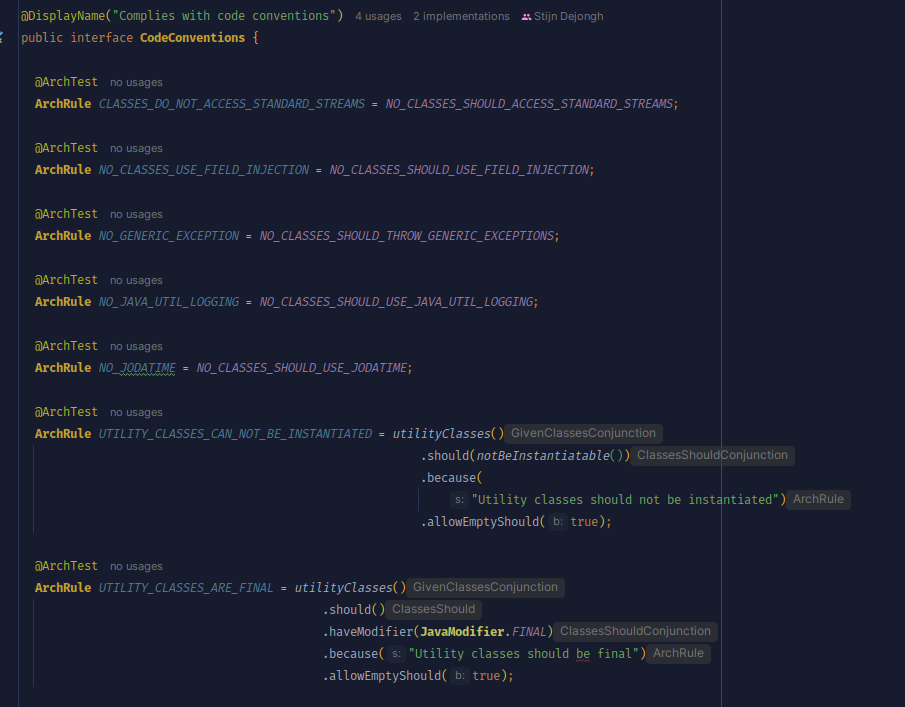 @DisplayName("Complies with code conventions") 4 usages 2 implementations Stijn Dejongh
public interface CodeConventions {
@ArchTest no usages
ArchRule CLASSES_DO_NOT_ACCESS_STANDARD_STREAMS = NO_CLASSES_SHOULD_ACCESS_STANDARD_STREAMS;
@ArchTest no usages
ArchRule NO_CLASSES_USE_FIELD_INJECTION = NO_CLASSES_SHOULD_USE_FIELD_INJECTION;
@ArchTest no usages
ArchRule NO_GENERIC_EXCEPTION = NO_CLASSES_SHOULD_THROW_GENERIC_EXCEPTIONS;
@ArchTest no usages
ArchRule NO_JAVA_UTIL_LOGGING = NO_CLASSES_SHOULD_USE_JAVA_UTIL_LOGGING;
@ArchTest no usages
ArchRule NO_JODATIME = NO_CLASSES_SHOULD_USE_JODATIME;
@ArchTest no usages
ArchRule UTILITY_CLASSES_CAN_NOT_BE_INSTANTIATED = utilityClasses() GivenClassesConjunction
.should(notBeInstantiatable()) ClassesShouldConjunction
.because(
s: "Utility classes should not be instantiated") ArchRule
.allowEmptyShould( b: true);
@ArchTest no usages
ArchRule UTILITY_CLASSES_ARE_FINAL = utilityClasses() GivenClassesConjunction
.should() ClassesShould
.haveModifier(JavaModifier.FINAL) ClassesShouldConjunction
.because( s: "Utility classes should be final") ArchRule
.allowEmptyShould( b: true);